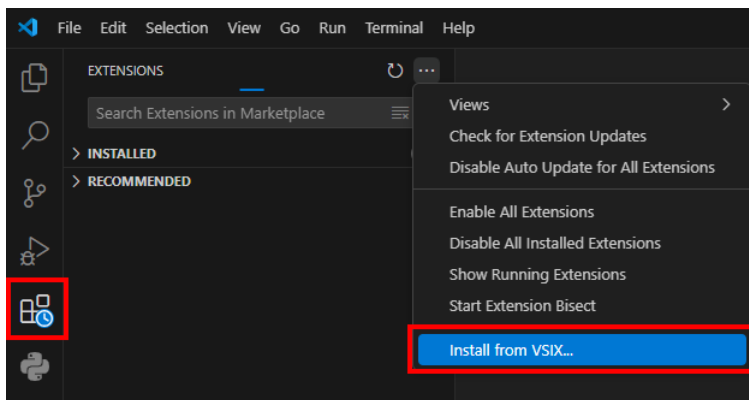 File Edit Selection View Go Run Terminal Help
EXTENSIONS
Search Extensions in Marketplace
INSTALLED
RECOMMENDED
Views
Check for Extension Updates
Disable Auto Update for All Extensions
Enable All Extensions
Disable All Installed Extensions
Show Running Extensions
Start Extension Bisect
Install from VSIX...